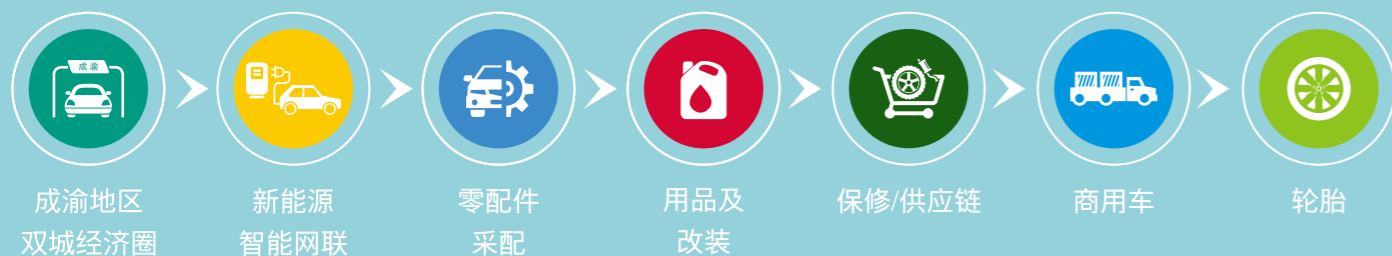 成渝
成渝地区
双城经济圈
新能源
智能网联
零配件
采配
用品及
改装
保修/供应链
商用车
轮胎